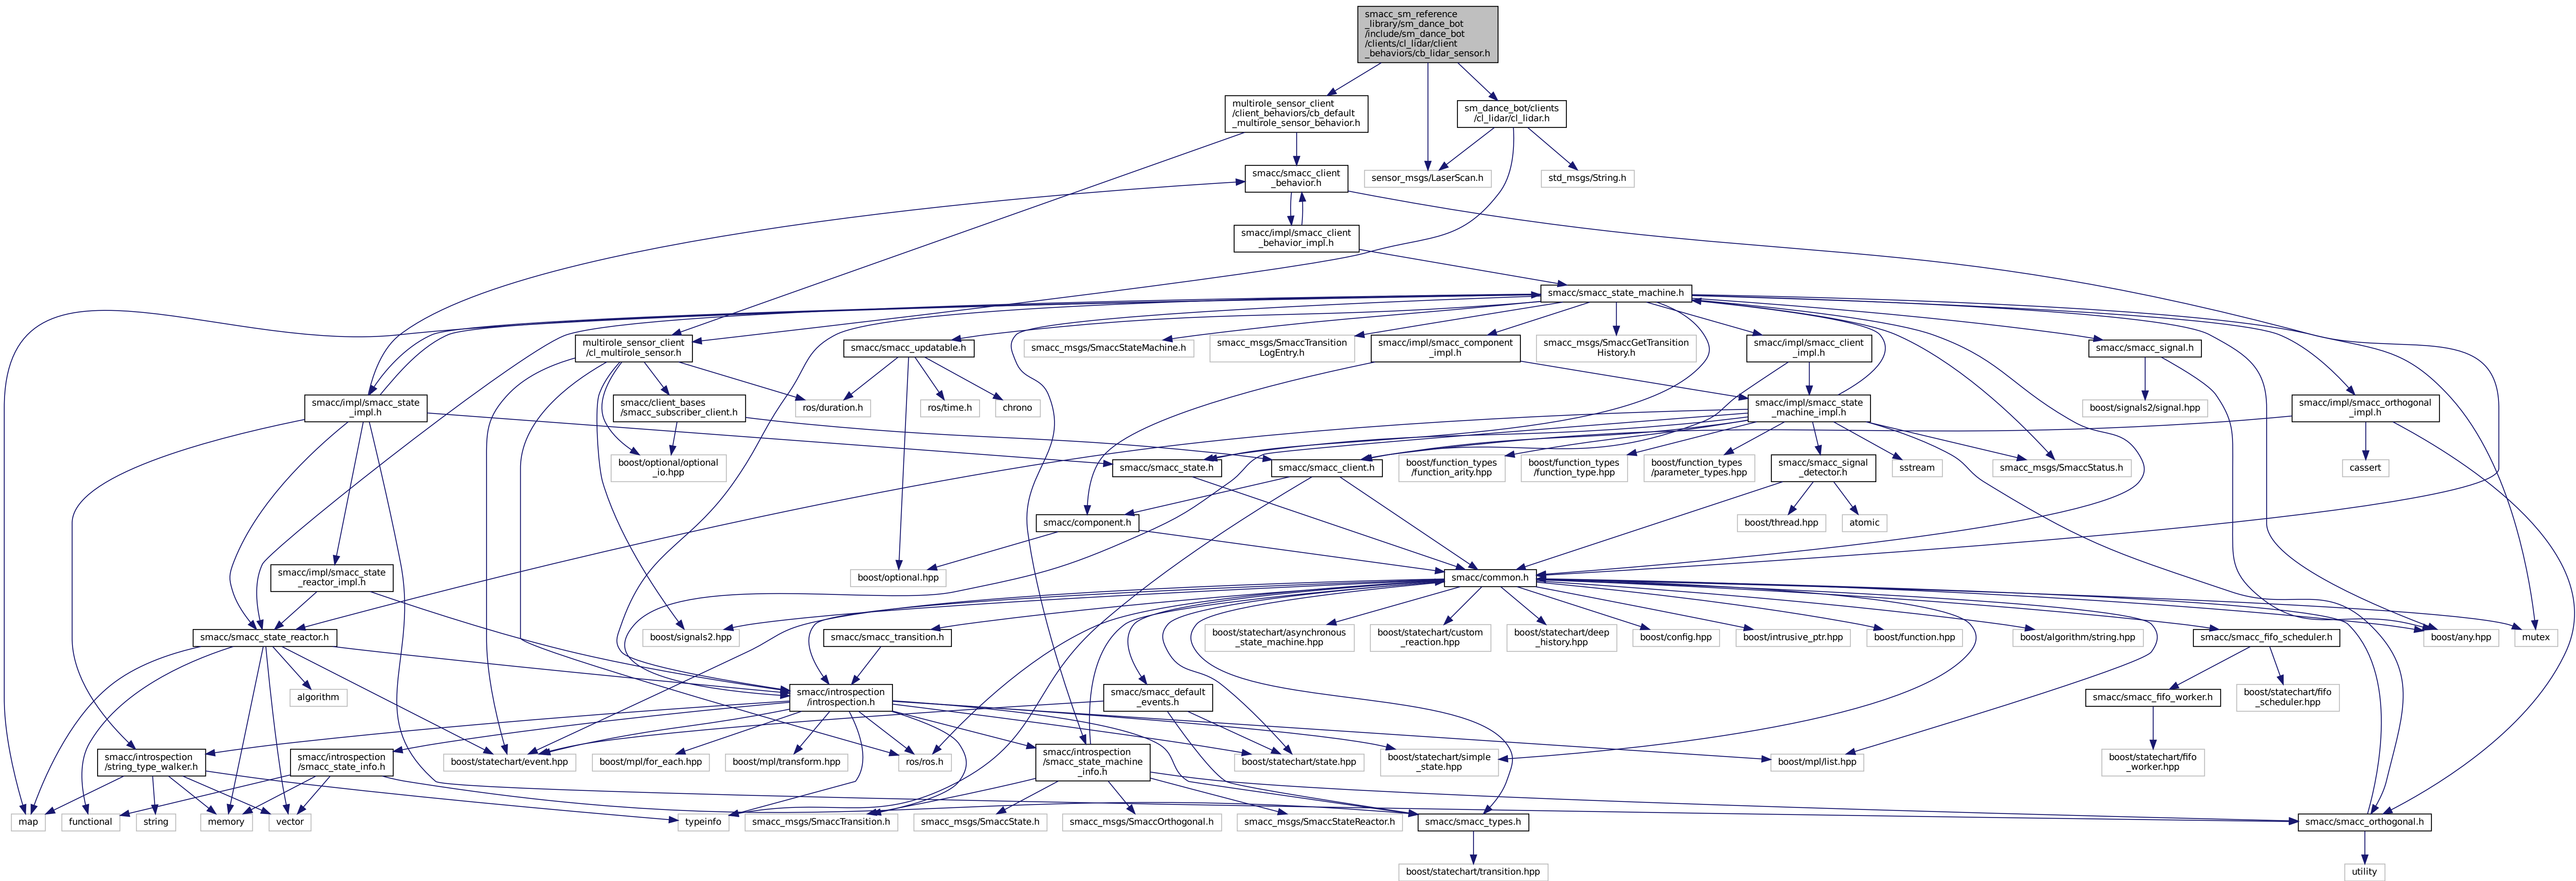 smacc_sm_reference
_library/sm_dance_bot
/include/sm_dance_bot
/clients/cl_lidar/client
_behaviors/cb_lidar_sensor.h
multirole_sensor_client
/client_behaviors/cb_default
_multirole_sensor_behavior.h
sm_dance_bot/clients
/cl_lidar/cl_lidar.h
smacc/smacc_client
_behavior.h
sensor_msgs/LaserScan.h
std_msgs/String.h
smacc/impl/smacc_client
_behavior_impl.h
smacc/smacc_state_machine.h
multirole_sensor_client
/cl_multirole_sensor.h
smacc/smacc_updatable.h
smacc_msgs/SmaccStateMachine.h
smacc_msgs/SmaccTransition
LogEntry.h
smacc/impl/smacc_component
_impl.h
smacc_msgs/SmaccGetTransition
History.h
smacc/impl/smacc_client
_impl.h
smacc/smacc_signal.h
smacc/impl/smacc_state
_impl.h
smacc/client_bases
/smacc_subscriber_client.h
ros/duration.h
ros/time.h
chrono
smacc/impl/smacc_state
_machine_impl.h
boost/signals2/signal.hpp
smacc/impl/smacc_orthogonal
_impl.h
boost/optional/optional
_io.hpp
smacc/smacc_state.h
smacc/smacc_client.h
boost/function_types
/function_arity.hpp
boost/function_types
/function_type.hpp
boost/function_types
/parameter_types.hpp
smacc/smacc_signal
_detector.h
sstream
smacc_msgs/SmaccStatus.h
cassert
smacc/component.h
boost/thread.hpp
atomic
smacc/impl/smacc_state
_reactor_impl.h
boost/optional.hpp
smacc/common.h
smacc/smacc_state_reactor.h
boost/signals2.hpp
smacc/smacc_transition.h
boost/statechart/asynchronous
_state_machine.hpp
boost/statechart/custom
_reaction.hpp
boost/statechart/deep
_history.hpp
boost/config.hpp
boost/intrusive_ptr.hpp
boost/function.hpp
boost/algorithm/string.hpp
smacc/smacc_fifo_scheduler.h
boost/any.hpp
mutex
algorithm
smacc/introspection
/introspection.h
smacc/smacc_default
_events.h
smacc/smacc_fifo_worker.h
boost/statechart/fifo
_scheduler.hpp
smacc/introspection
/string_type_walker.h
smacc/introspection
/smacc_state_info.h
boost/statechart/event.hpp
boost/mpl/for_each.hpp
boost/mpl/transform.hpp
ros/ros.h
smacc/introspection
/smacc_state_machine
_info.h
boost/statechart/state.hpp
boost/statechart/simple
_state.hpp
boost/mpl/list.hpp
boost/statechart/fifo
_worker.hpp
map
functional
string
memory
vector
typeinfo
smacc_msgs/SmaccTransition.h
smacc_msgs/SmaccState.h
smacc_msgs/SmaccOrthogonal.h
smacc_msgs/SmaccStateReactor.h
smacc/smacc_types.h
smacc/smacc_orthogonal.h
boost/statechart/transition.hpp
utility